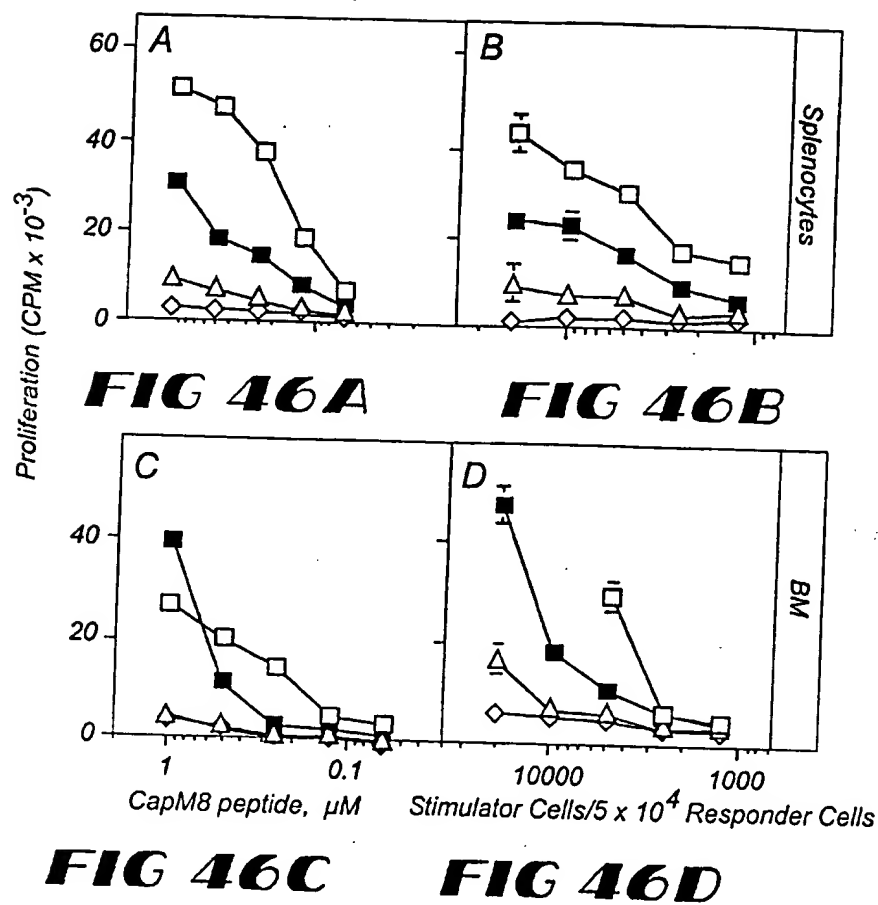 A
B
60
40
20
0
Splenocytes
Proliferation (CPM x 10⁻³)
FIG 46A
FIG 46B
C
D
40
20
0
BM
1
0.1
10000
1000
CapM8 peptide, µM
Stimulator Cells/5 x 10⁴ Responder Cells
FIG 46C
FIG 46D